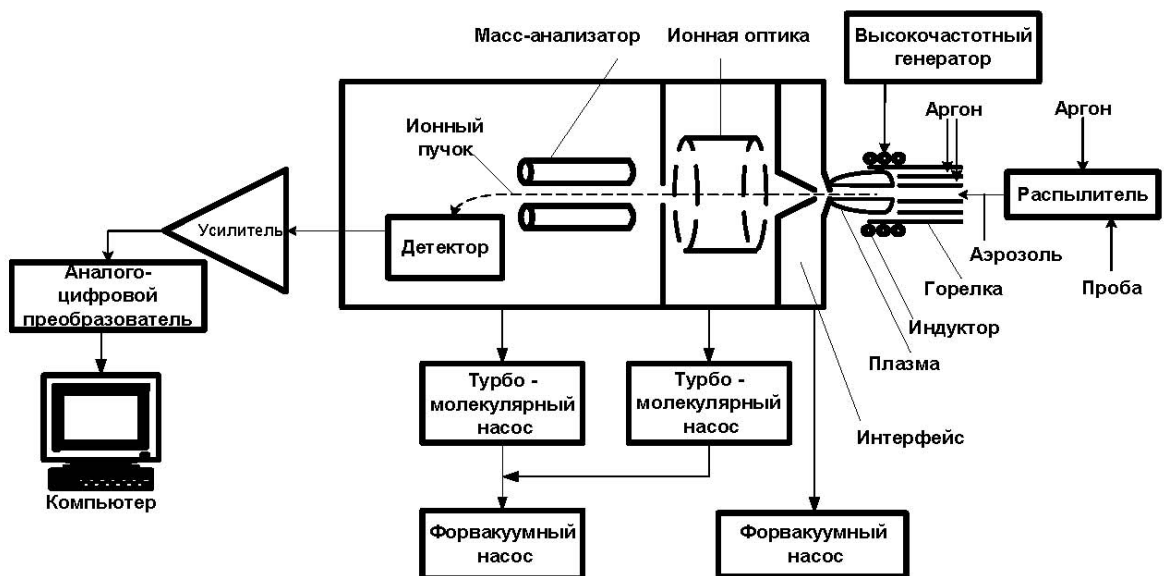 Масс-анализатор
Ионная оптика
Высокочастотный
генератор
Аргон
Аргон
Ионный
пучок
Распылитель
Усилитель
Детектор
Аэрозоль
Проба
Аналого-
цифровой
преобразователь
Горелка
Индуктор
Плазма
Турбо -
молекулярный
насос
Турбо -
молекулярный
насос
Интерфейс
Компьютер
Форвакуумный
насос
Форвакуумный
насос